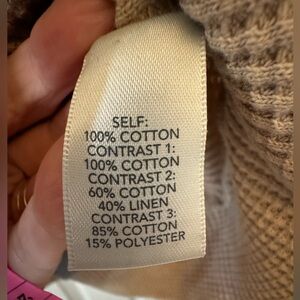 SELF:
100% COTTON
CONTRAST 1:
100% COTTON
CONTRAST 2:
60% COTTON
40% LINEN
CONTRAST 3:
85% COTTON
15% POLYESTER